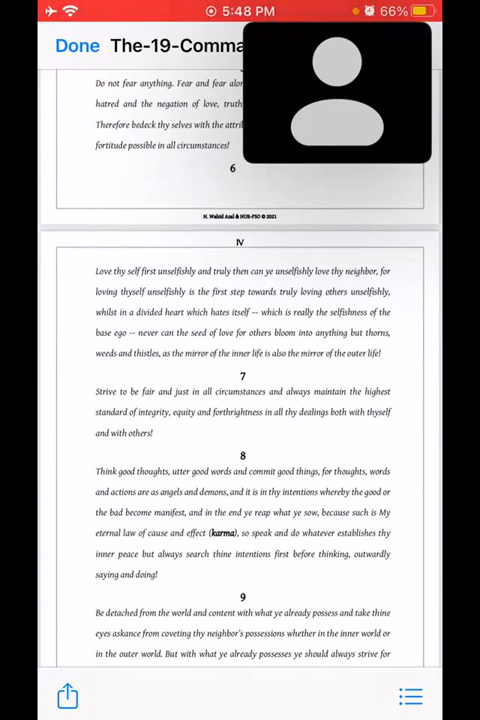 5:48 PM
66%
Done The-19-Comma
Do not fear anything. Fear and fear
hatred and the negation of love, truth
Therefore bedeck thy selves with the
fortitude possible in all circumstances!
6
N. Wahid Azal & NUR-FSO © 2021
IV
Love thy self first unselfishly and truly then can ye unselfishly love thy neighbor, for
loving thyself unselfishly is the first step towards truly loving others unselfishly,
whilst in a divided heart which hates itself -- which is really the selfishness of the
base ego -- never can the seed of love for others bloom into anything but thorns,
weeds and thistles, as the mirror of the inner life is also the mirror of the outer life!
7
Strive to be fair and just in all circumstances and always maintain the highest
standard of integrity, equity and forthrightness in all thy dealings both with thyself
and with others!
8
Think good thoughts, utter good words and commit good things, for thoughts, words
and actions are as angels and demons, and it is in thy intentions whereby the good or
the bad become manifest, and in the end ye reap what ye sow, because such is My
eternal law of cause and effect (karma), so speak and do whatever establishes thy
inner peace but always search thine intentions first before thinking, outwardly
saying and doing!
9
Be detached from the world and content with what ye already possess and take thine
eyes askance from coveting thy neighbor's possessions whether in the inner world or
in the outer world. But with what ye already possesses ye should always strive for